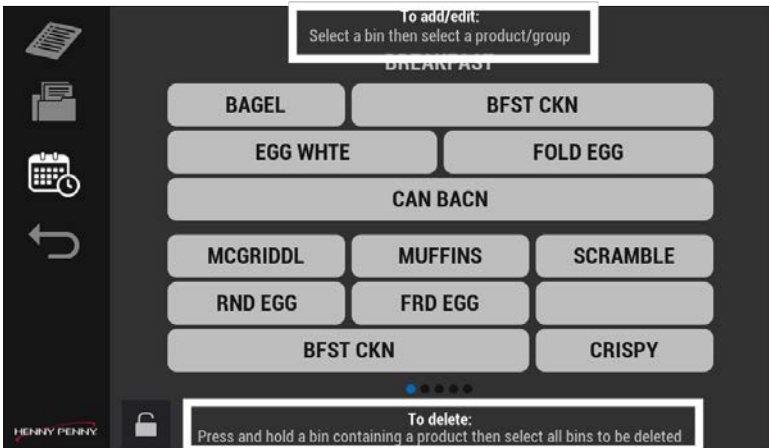 To add/edit:
Select a bin then select a product/group
BREAKFAST
BAGEL BFST CKN
EGG WHTE FOLD EGG
CAN BACN
MCGRIDDL MUFFINS SCRAMBLE
RND EGG FRD EGG
BFST CKN CRISPY
To delete:
Press and hold a bin containing a product then select all bins to be deleted
HENNY PENNY